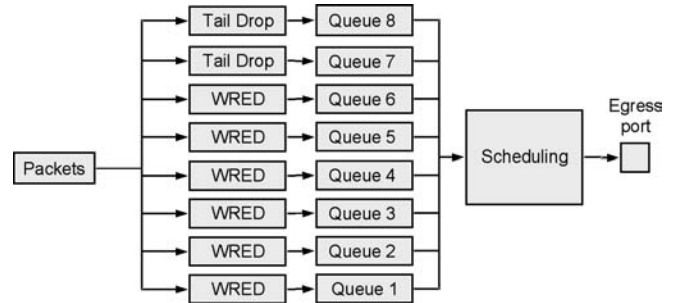 Tail Drop
Queue 8
Tail Drop
Queue 7
WRED
Queue 6
WRED
Queue 5
WRED
Queue 4
WRED
Queue 3
WRED
Queue 2
WRED
Queue 1
Packets
Scheduling
Egress
port